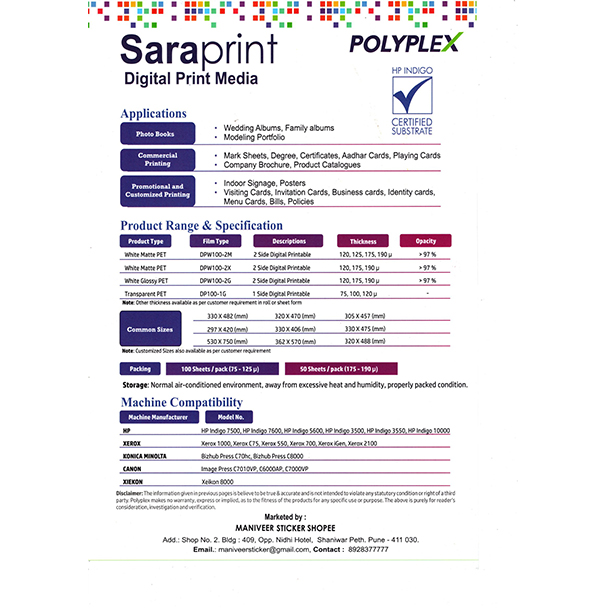 Saraprint
Digital Print Media
POLYPLEX
HP INDIGO
CERTIFIED
SUBSTRATE
Applications
Photo Books
• Wedding Albums, Family albums
• Modeling Portfolio
Commercial
Printing
• Mark Sheets, Degree, Certificates, Aadhar Cards, Playing Cards
• Company Brochure, Product Catalogues
Promotional and
Customized Printing
• Indoor Signage, Posters
• Visiting Cards, Invitation Cards, Business cards, Identity cards,
Menu Cards, Bills, Policies
Product Range & Specification
Product Type Film Type Descriptions Thickness Opacity
White Matte PET DPW100-2M 2 Side Digital Printable 120, 125, 175, 190 µ > 97 %
White Matte PET DPW100-2X 2 Side Digital Printable 120, 175, 190 µ > 97 %
White Glossy PET DPW100-2G 2 Side Digital Printable 120, 175, 190 µ > 97 %
Transparent PET DP100-1G 1 Side Digital Printable 75, 100, 120 µ -
Note: Other thickness available as per customer requirement in roll or sheet form
Common Sizes
330 X 482 (mm) 320 X 470 (mm) 305 X 457 (mm)
297 X 420 (mm) 330 X 406 (mm) 330 X 475 (mm)
530 X 750 (mm) 362 X 570 (mm) 320 X 488 (mm)
Note: Customized Sizes also available as per customer requirement
Packing 100 Sheets / pack (75 - 125 µ) 50 Sheets / pack (175 - 190 µ)
Storage: Normal air-conditioned environment, away from excessive heat and humidity, properly packed condition.
Machine Compatibility
Machine Manufacturer Model No.
HP HP Indigo 7500, HP Indigo 7600, HP Indigo 5600, HP Indigo 3500, HP Indigo 3550, HP Indigo 10000
XEROX Xerox 1000, Xerox C75, Xerox 550, Xerox 700, Xerox iGen, Xerox 2100
KONICA MINOLTA Bizhub Press C70hc, Bizhub Press C8000
CANON Image Press C7010VP, C6000AP, C7000VP
XIEKON Xeikon 8000
Disclaimer: The information given in previous pages is believe to be true & accurate and is not intended to violate any statutory condition or right of a third
party. Polyplex makes no warranty, express or implied, as to the fitness of the products for any specific use or purpose. The above is purely for reader's
consideration, investigation and verification.
Marketed by :
MANIVEER STICKER SHOPEE
Add.: Shop No. 2. Bldg : 409, Opp. Nidhi Hotel, Shaniwar Peth. Pune - 411 030.
Email.: maniveersticker@gmail.com, Contact : 8928377777